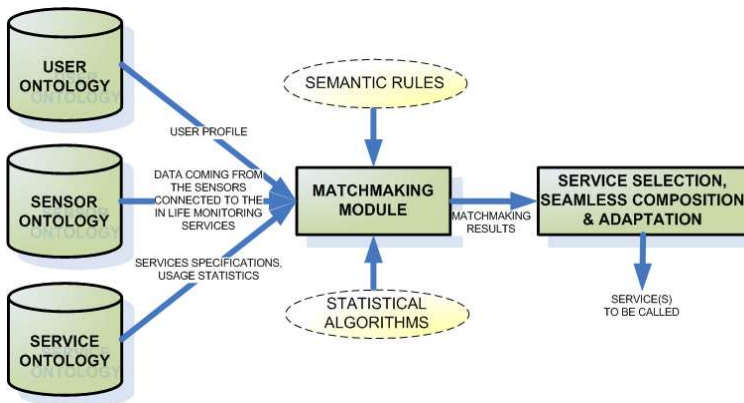 USER
ONTOLOGY
USER PROFILE
SENSOR
ONTOLOGY
DATA COMING FROM
THE SENSORS
CONNECTED TO THE
IN LIFE MONITORING
SERVICES
SERVICE
ONTOLOGY
SERVICES SPECIFICATIONS,
USAGE STATISTICS
SEMANTIC RULES
MATCHMAKING
MODULE
STATISTICAL
ALGORITHMS
MATCHMAKING
RESULTS
SERVICE SELECTION,
SEAMLESS COMPOSITION
& ADAPTATION
SERVICE(S)
TO BE CALLED